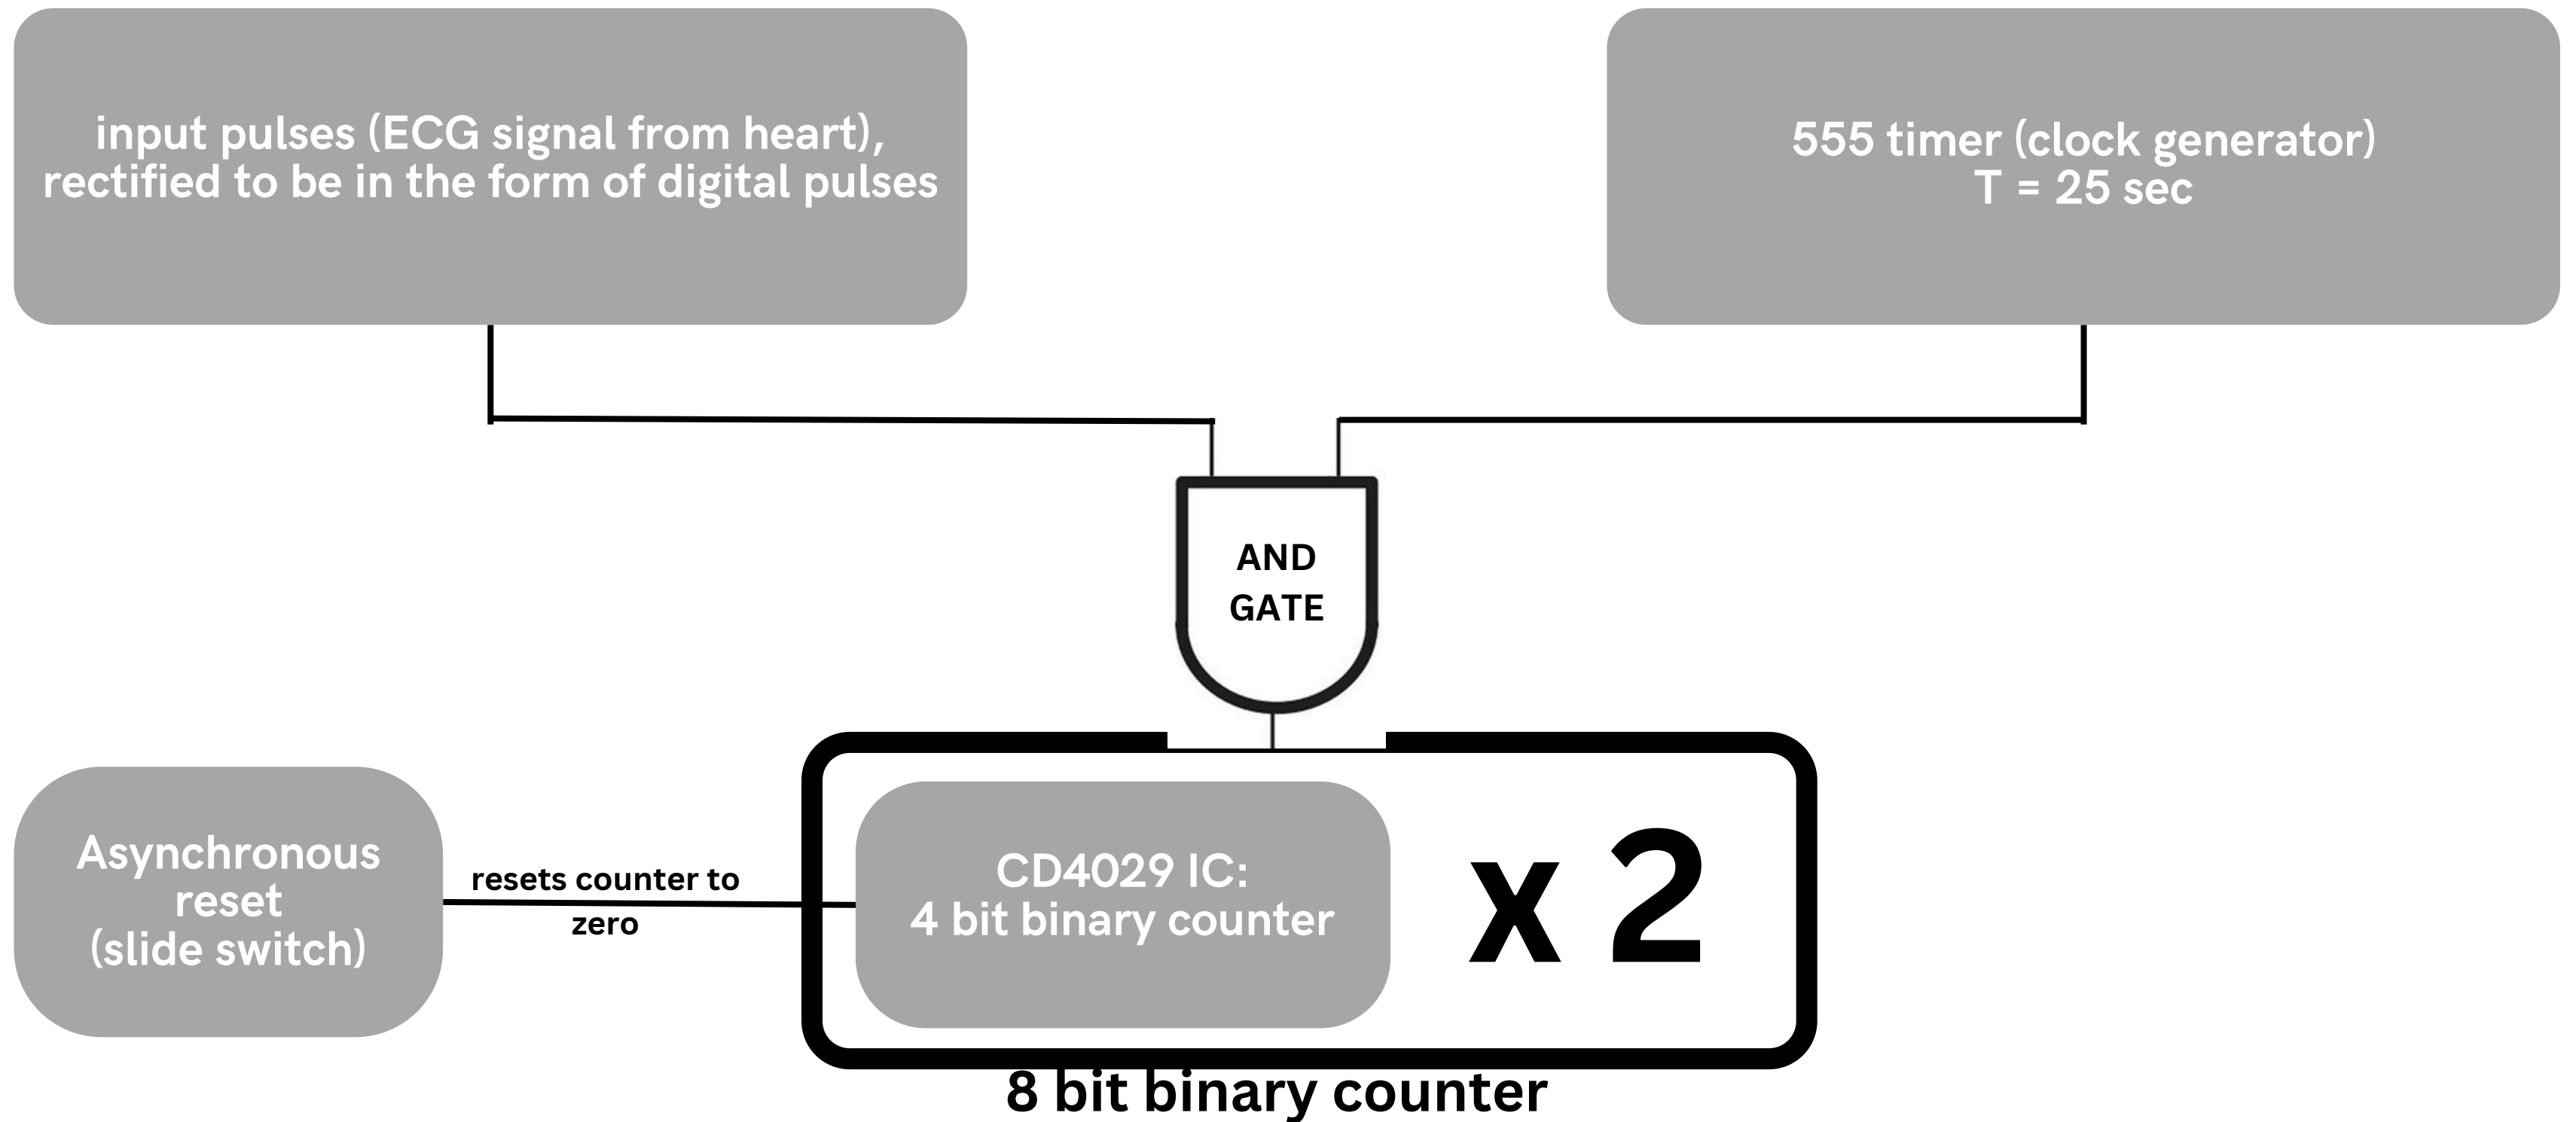 input pulses (ECG signal from heart),
rectified to be in the form of digital pulses
555 timer (clock generator)
T = 25 sec
AND
GATE
Asynchronous
reset
(slide switch)
resets counter to
zero
CD4029 IC:
4 bit binary counter
x 2
8 bit binary counter